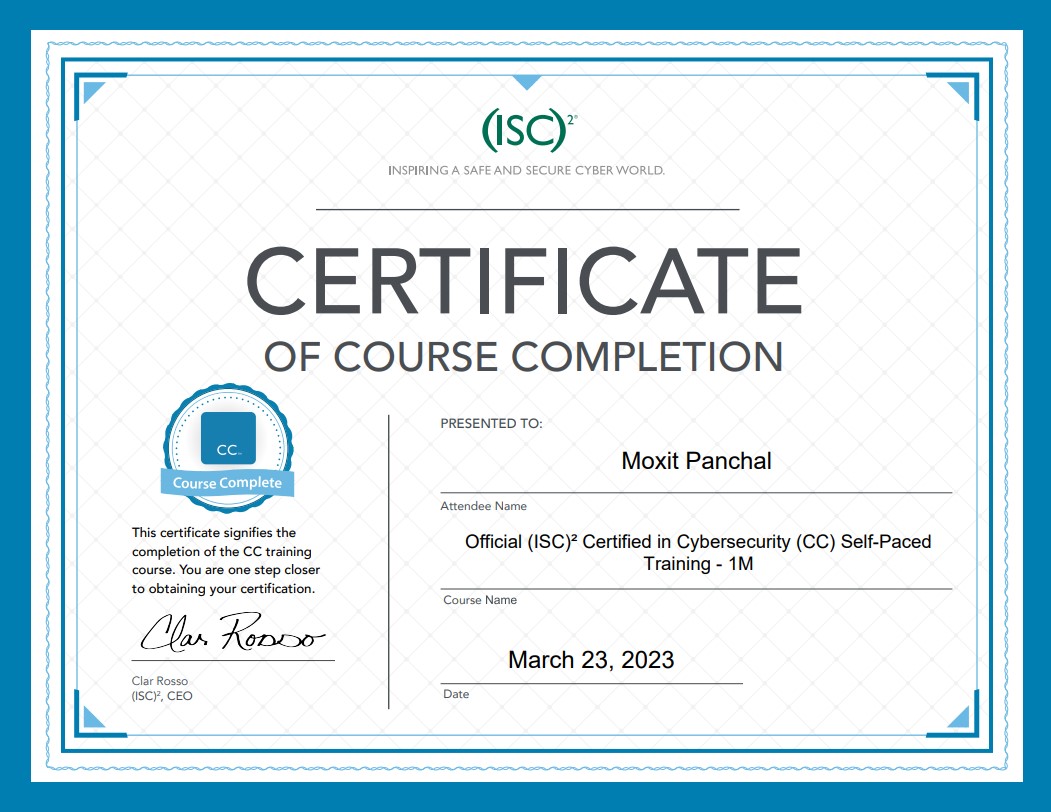 (ISC)²®
INSPIRING A SAFE AND SECURE CYBER WORLD.
CERTIFICATE
OF COURSE COMPLETION
CC™
Course Complete
This certificate signifies the
completion of the CC training
course. You are one step closer
to obtaining your certification.
Clar Rosso
Clar Rosso
(ISC)², CEO
PRESENTED TO:
Moxit Panchal
Attendee Name
Official (ISC)² Certified in Cybersecurity (CC) Self-Paced
Training - 1M
Course Name
March 23, 2023
Date